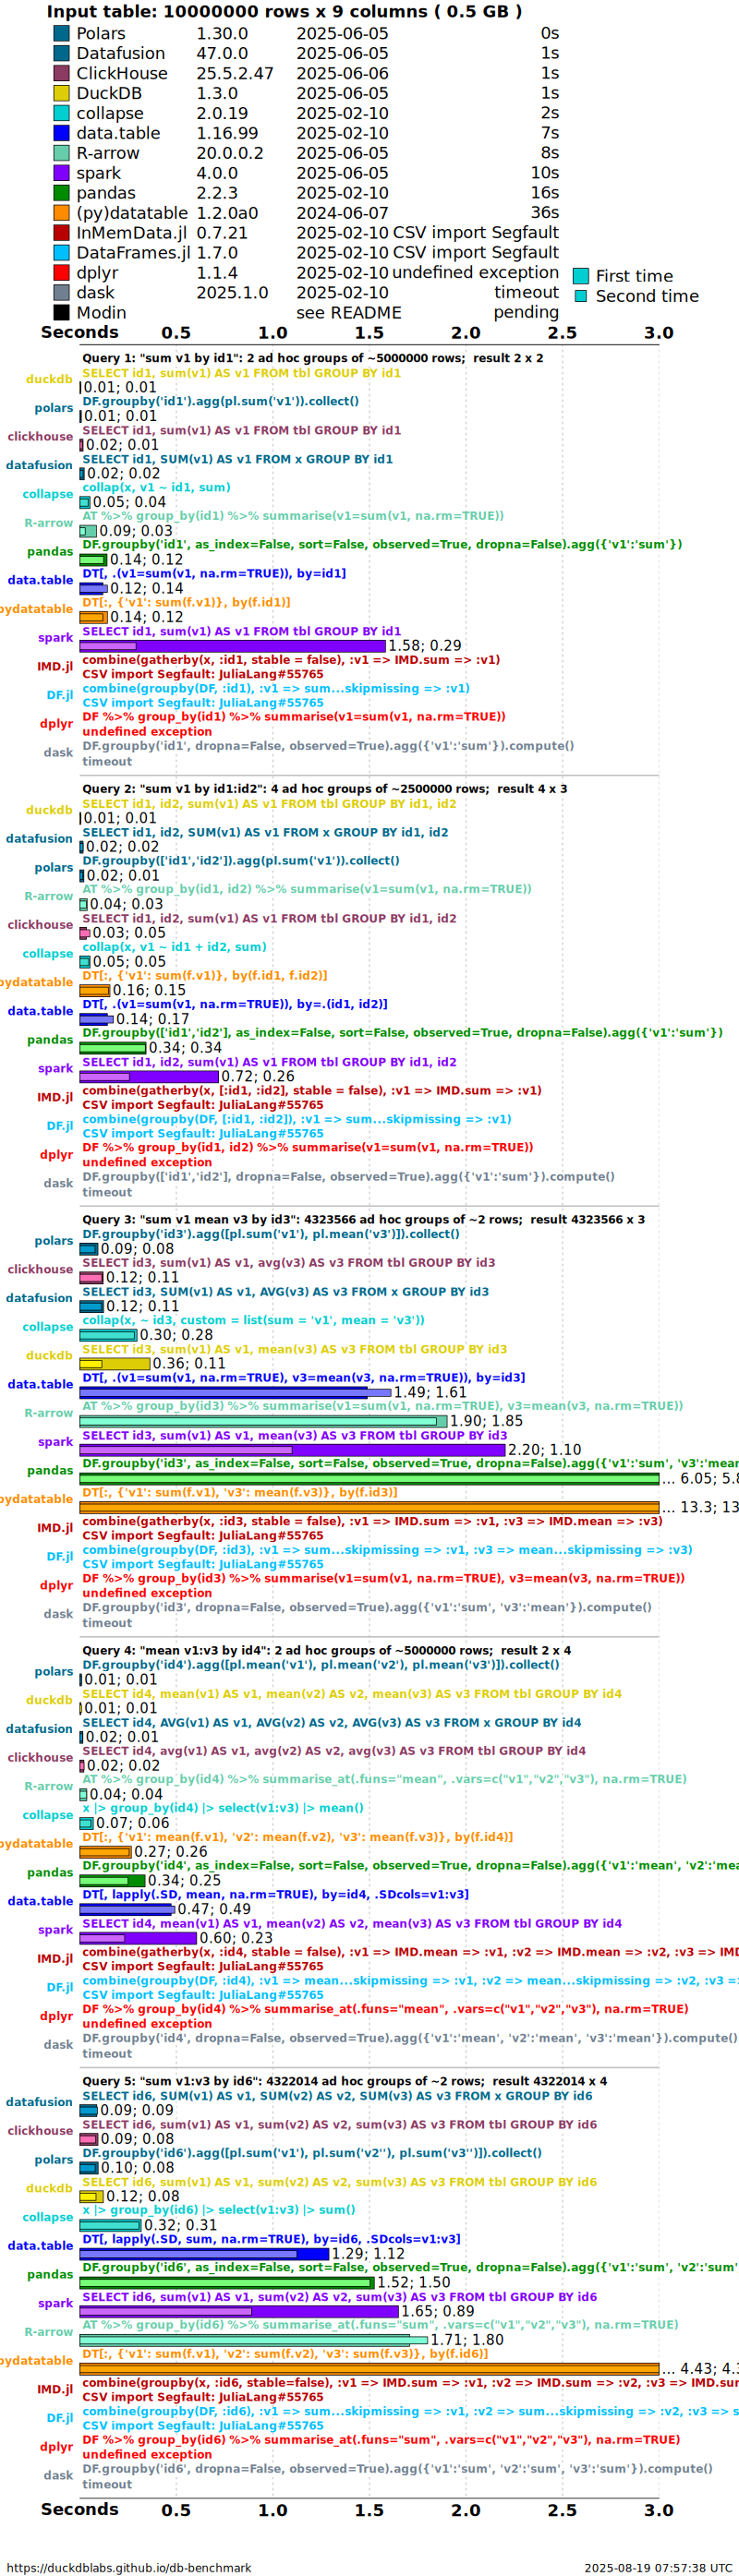 Input table: 10000000 rows x 9 columns ( 0.5 GB )
Polars 1.30.0 2025-06-05 0s
Datafusion 47.0.0 2025-06-05 1s
ClickHouse 25.5.2.47 2025-06-06 1s
DuckDB 1.3.0 2025-06-05 1s
collapse 2.0.19 2025-02-10 2s
data.table 1.16.99 2025-02-10 7s
R-arrow 20.0.0.2 2025-06-05 8s
spark 4.0.0 2025-06-05 10s
pandas 2.2.3 2025-02-10 16s
(py)datatable 1.2.0a0 2024-06-07 36s
InMemData.jl 0.7.21 2025-02-10 CSV import Segfault
DataFrames.jl 1.7.0 2025-02-10 CSV import Segfault
dplyr 1.1.4 2025-02-10 undefined exception
dask 2025.1.0 2025-02-10 timeout
Modin see README pending
First time
Second time
Seconds 0.5 1.0 1.5 2.0 2.5 3.0
Query 1: "sum v1 by id1": 2 ad hoc groups of ~5000000 rows; result 2 x 2
duckdb SELECT id1, sum(v1) AS v1 FROM tbl GROUP BY id1
0.01; 0.01
polars DF.groupby('id1').agg(pl.sum('v1')).collect()
0.01; 0.01
clickhouse SELECT id1, sum(v1) AS v1 FROM tbl GROUP BY id1
0.02; 0.01
datafusion SELECT id1, SUM(v1) AS v1 FROM x GROUP BY id1
0.02; 0.02
collapse collap(x, v1 ~ id1, sum)
0.05; 0.04
R-arrow AT %>% group_by(id1) %>% summarise(v1=sum(v1, na.rm=TRUE))
0.09; 0.03
pandas DF.groupby('id1', as_index=False, sort=False, observed=True, dropna=False).agg({'v1':'sum'})
0.14; 0.12
data.table DT[, .(v1=sum(v1, na.rm=TRUE)), by=id1]
0.12; 0.14
pydatatable DT[:, {'v1': sum(f.v1)}, by(f.id1)]
0.14; 0.12
spark SELECT id1, sum(v1) AS v1 FROM tbl GROUP BY id1
1.58; 0.29
IMD.jl combine(gatherby(x, :id1, stable = false), :v1 => IMD.sum => :v1)
CSV import Segfault: JuliaLang#55765
DF.jl combine(groupby(DF, :id1), :v1 => sum...skipmissing => :v1)
CSV import Segfault: JuliaLang#55765
dplyr DF %>% group_by(id1) %>% summarise(v1=sum(v1, na.rm=TRUE))
undefined exception
dask DF.groupby('id1', dropna=False, observed=True).agg({'v1':'sum'}).compute()
timeout
Query 2: "sum v1 by id1:id2": 4 ad hoc groups of ~2500000 rows; result 4 x 3
duckdb SELECT id1, id2, sum(v1) AS v1 FROM tbl GROUP BY id1, id2
0.01; 0.01
datafusion SELECT id1, id2, SUM(v1) AS v1 FROM x GROUP BY id1, id2
0.02; 0.02
polars DF.groupby(['id1','id2']).agg(pl.sum('v1')).collect()
0.02; 0.01
R-arrow AT %>% group_by(id1, id2) %>% summarise(v1=sum(v1, na.rm=TRUE))
0.04; 0.03
clickhouse SELECT id1, id2, sum(v1) AS v1 FROM tbl GROUP BY id1, id2
0.03; 0.05
collapse collap(x, v1 ~ id1 + id2, sum)
0.05; 0.05
pydatatable DT[:, {'v1': sum(f.v1)}, by(f.id1, f.id2)]
0.16; 0.15
data.table DT[, .(v1=sum(v1, na.rm=TRUE)), by=.(id1, id2)]
0.14; 0.17
pandas DF.groupby(['id1','id2'], as_index=False, sort=False, observed=True, dropna=False).agg({'v1':'sum'})
0.34; 0.34
spark SELECT id1, id2, sum(v1) AS v1 FROM tbl GROUP BY id1, id2
0.72; 0.26
IMD.jl combine(gatherby(x, [:id1, :id2], stable = false), :v1 => IMD.sum => :v1)
CSV import Segfault: JuliaLang#55765
DF.jl combine(groupby(DF, [:id1, :id2]), :v1 => sum...skipmissing => :v1)
CSV import Segfault: JuliaLang#55765
dplyr DF %>% group_by(id1, id2) %>% summarise(v1=sum(v1, na.rm=TRUE))
undefined exception
dask DF.groupby(['id1','id2'], dropna=False, observed=True).agg({'v1':'sum'}).compute()
timeout
Query 3: "sum v1 mean v3 by id3": 4323566 ad hoc groups of ~2 rows; result 4323566 x 3
polars DF.groupby('id3').agg([pl.sum('v1'), pl.mean('v3')]).collect()
0.09; 0.08
clickhouse SELECT id3, sum(v1) AS v1, avg(v3) AS v3 FROM tbl GROUP BY id3
0.12; 0.11
datafusion SELECT id3, SUM(v1) AS v1, AVG(v3) AS v3 FROM x GROUP BY id3
0.12; 0.11
collapse collap(x, ~ id3, custom = list(sum = 'v1', mean = 'v3'))
0.30; 0.28
duckdb SELECT id3, sum(v1) AS v1, mean(v3) AS v3 FROM tbl GROUP BY id3
0.36; 0.11
data.table DT[, .(v1=sum(v1, na.rm=TRUE), v3=mean(v3, na.rm=TRUE)), by=id3]
1.49; 1.61
R-arrow AT %>% group_by(id3) %>% summarise(v1=sum(v1, na.rm=TRUE), v3=mean(v3, na.rm=TRUE))
1.90; 1.85
spark SELECT id3, sum(v1) AS v1, mean(v3) AS v3 FROM tbl GROUP BY id3
2.20; 1.10
pandas DF.groupby('id3', as_index=False, sort=False, observed=True, dropna=False).agg({'v1':'sum', 'v3':'mean
... 6.05; 5.8
pydatatable DT[:, {'v1': sum(f.v1), 'v3': mean(f.v3)}, by(f.id3)]
... 13.3; 13
IMD.jl combine(gatherby(x, :id3, stable = false), :v1 => IMD.sum => :v1, :v3 => IMD.mean => :v3)
CSV import Segfault: JuliaLang#55765
DF.jl combine(groupby(DF, :id3), :v1 => sum...skipmissing => :v1, :v3 => mean...skipmissing => :v3)
CSV import Segfault: JuliaLang#55765
dplyr DF %>% group_by(id3) %>% summarise(v1=sum(v1, na.rm=TRUE), v3=mean(v3, na.rm=TRUE))
undefined exception
dask DF.groupby('id3', dropna=False, observed=True).agg({'v1':'sum', 'v3':'mean'}).compute()
timeout
Query 4: "mean v1:v3 by id4": 2 ad hoc groups of ~5000000 rows; result 2 x 4
polars DF.groupby('id4').agg([pl.mean('v1'), pl.mean('v2'), pl.mean('v3')]).collect()
0.01; 0.01
duckdb SELECT id4, mean(v1) AS v1, mean(v2) AS v2, mean(v3) AS v3 FROM tbl GROUP BY id4
0.01; 0.01
datafusion SELECT id4, AVG(v1) AS v1, AVG(v2) AS v2, AVG(v3) AS v3 FROM x GROUP BY id4
0.02; 0.01
clickhouse SELECT id4, avg(v1) AS v1, avg(v2) AS v2, avg(v3) AS v3 FROM tbl GROUP BY id4
0.02; 0.02
R-arrow AT %>% group_by(id4) %>% summarise_at(.funs="mean", .vars=c("v1","v2","v3"), na.rm=TRUE)
0.04; 0.04
collapse x |> group_by(id4) |> select(v1:v3) |> mean()
0.07; 0.06
pydatatable DT[:, {'v1': mean(f.v1), 'v2': mean(f.v2), 'v3': mean(f.v3)}, by(f.id4)]
0.27; 0.26
pandas DF.groupby('id4', as_index=False, sort=False, observed=True, dropna=False).agg({'v1':'mean', 'v2':'mea
0.34; 0.25
data.table DT[, lapply(.SD, mean, na.rm=TRUE), by=id4, .SDcols=v1:v3]
0.47; 0.49
spark SELECT id4, mean(v1) AS v1, mean(v2) AS v2, mean(v3) AS v3 FROM tbl GROUP BY id4
0.60; 0.23
IMD.jl combine(gatherby(x, :id4, stable = false), :v1 => IMD.mean => :v1, :v2 => IMD.mean => :v2, :v3 => IMD
CSV import Segfault: JuliaLang#55765
DF.jl combine(groupby(DF, :id4), :v1 => mean...skipmissing => :v1, :v2 => mean...skipmissing => :v2, :v3 =>
CSV import Segfault: JuliaLang#55765
dplyr DF %>% group_by(id4) %>% summarise_at(.funs="mean", .vars=c("v1","v2","v3"), na.rm=TRUE)
undefined exception
dask DF.groupby('id4', dropna=False, observed=True).agg({'v1':'mean', 'v2':'mean', 'v3':'mean'}).compute()
timeout
Query 5: "sum v1:v3 by id6": 4322014 ad hoc groups of ~2 rows; result 4322014 x 4
datafusion SELECT id6, SUM(v1) AS v1, SUM(v2) AS v2, SUM(v3) AS v3 FROM x GROUP BY id6
0.09; 0.09
clickhouse SELECT id6, sum(v1) AS v1, sum(v2) AS v2, sum(v3) AS v3 FROM tbl GROUP BY id6
0.09; 0.08
polars DF.groupby('id6').agg([pl.sum('v1'), pl.sum('v2''), pl.sum('v3'')]).collect()
0.10; 0.08
duckdb SELECT id6, sum(v1) AS v1, sum(v2) AS v2, sum(v3) AS v3 FROM tbl GROUP BY id6
0.12; 0.08
collapse x |> group_by(id6) |> select(v1:v3) |> sum()
0.32; 0.31
data.table DT[, lapply(.SD, sum, na.rm=TRUE), by=id6, .SDcols=v1:v3]
1.29; 1.12
pandas DF.groupby('id6', as_index=False, sort=False, observed=True, dropna=False).agg({'v1':'sum', 'v2':'sum'
1.52; 1.50
spark SELECT id6, sum(v1) AS v1, sum(v2) AS v2, sum(v3) AS v3 FROM tbl GROUP BY id6
1.65; 0.89
R-arrow AT %>% group_by(id6) %>% summarise_at(.funs="sum", .vars=c("v1","v2","v3"), na.rm=TRUE)
1.71; 1.80
pydatatable DT[:, {'v1': sum(f.v1), 'v2': sum(f.v2), 'v3': sum(f.v3)}, by(f.id6)]
... 4.43; 4.3
IMD.jl combine(groupby(x, :id6, stable=false), :v1 => IMD.sum => :v1, :v2 => IMD.sum => :v2, :v3 => IMD.sum
CSV import Segfault: JuliaLang#55765
DF.jl combine(groupby(DF, :id6), :v1 => sum...skipmissing => :v1, :v2 => sum...skipmissing => :v2, :v3 => s
CSV import Segfault: JuliaLang#55765
dplyr DF %>% group_by(id6) %>% summarise_at(.funs="sum", .vars=c("v1","v2","v3"), na.rm=TRUE)
undefined exception
dask DF.groupby('id6', dropna=False, observed=True).agg({'v1':'sum', 'v2':'sum', 'v3':'sum'}).compute()
timeout
Seconds 0.5 1.0 1.5 2.0 2.5 3.0
https://duckdblabs.github.io/db-benchmark 2025-08-19 07:57:38 UTC